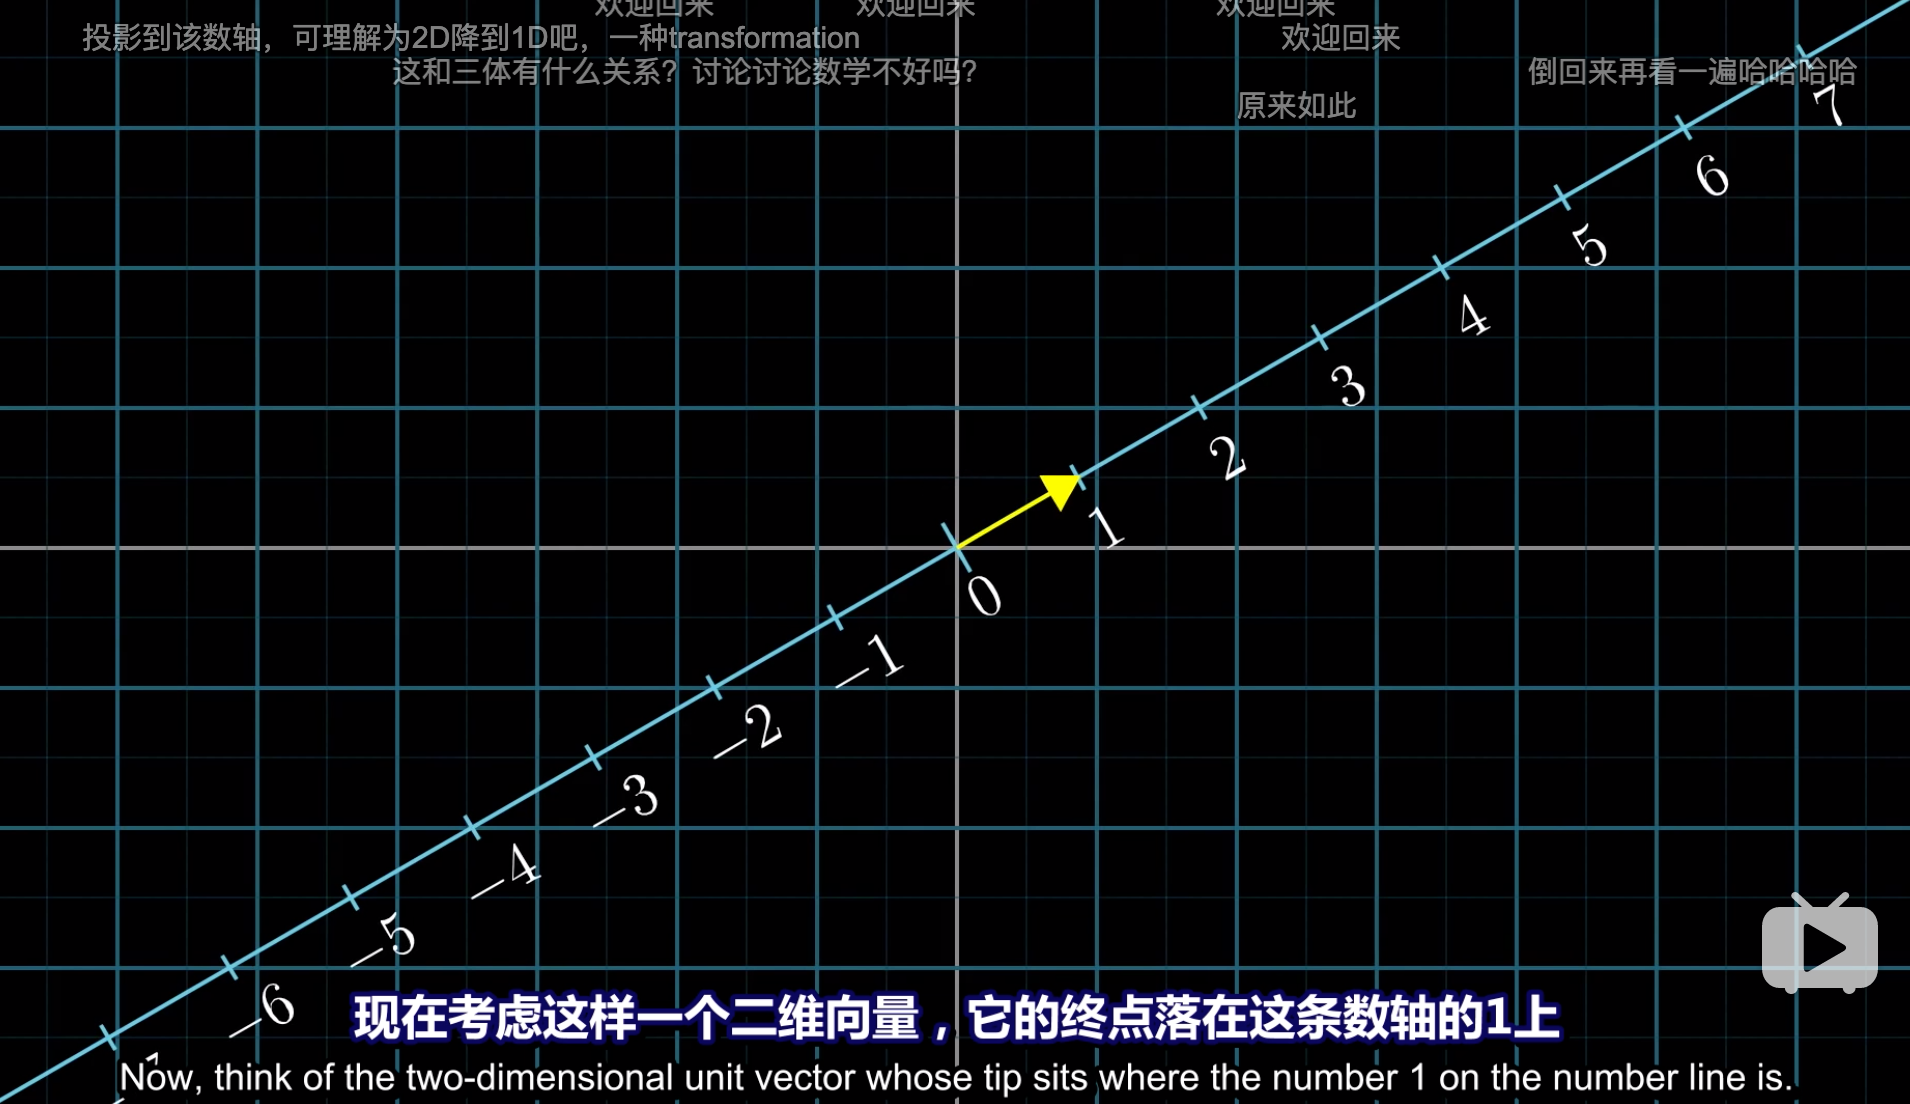 欢迎回来 欢迎回来 欢迎回来
投影到该数轴，可理解为2D降到1D吧，一种transformation 欢迎回来
这和三体有什么关系？讨论讨论数学不好吗？ 倒回来再看一遍哈哈哈哈
原来如此
7
6
5
4
3
2
1
0
−1
−2
−3
−4
−5
−6
现在考虑这样一个二维向量，它的终点落在这条数轴的1上
Now, think of the two-dimensional unit vector whose tip sits where the number 1 on the number line is.